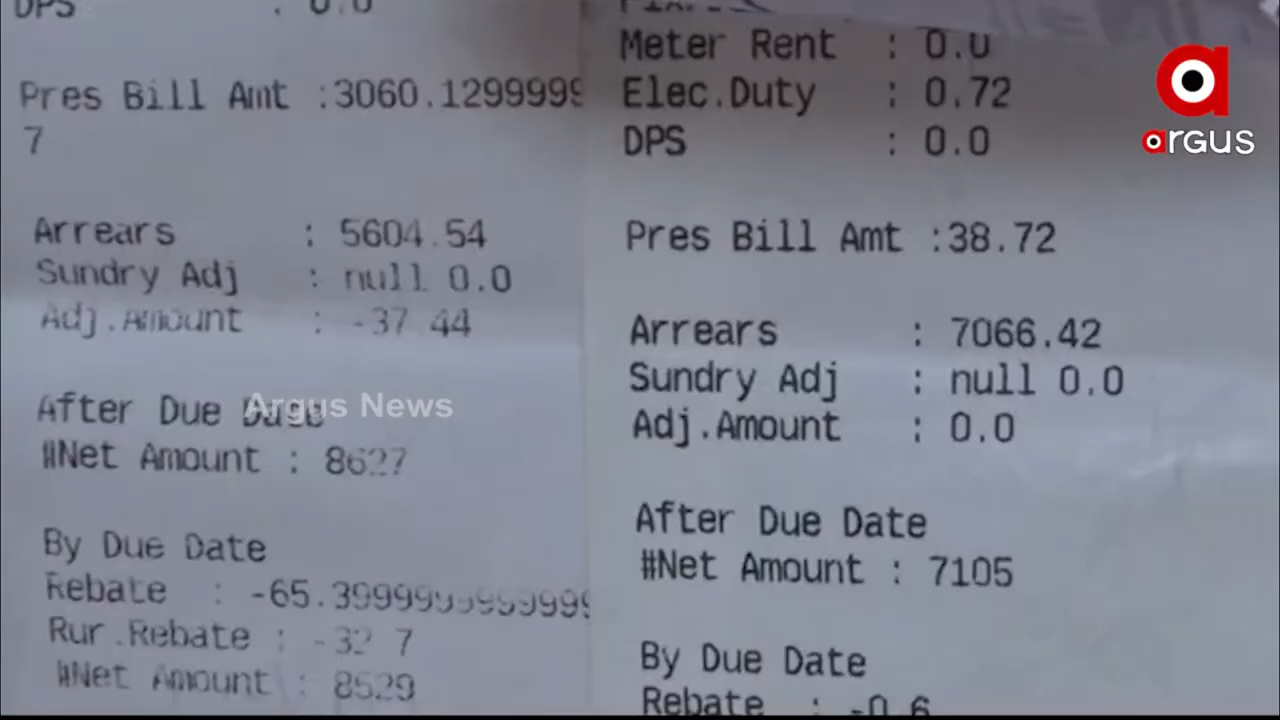 DPS : 0.0
Pres Bill Amt :3060.1299999
7
Arrears : 5604.54
Sundry Adj : null 0.0
Adj.Amount : -37 44
After Due Date
#Net Amount : 8627
By Due Date
Rebate : -65.3999999999999
Rur.Rebate : -32 7
#Net Amount : 8529
Meter Rent : 0.0
Elec.Duty : 0.72
DPS : 0.0
Pres Bill Amt :38.72
Arrears : 7066.42
Sundry Adj : null 0.0
Adj.Amount : 0.0
After Due Date
#Net Amount : 7105
By Due Date
Rebate : -0.6
argus
Argus News